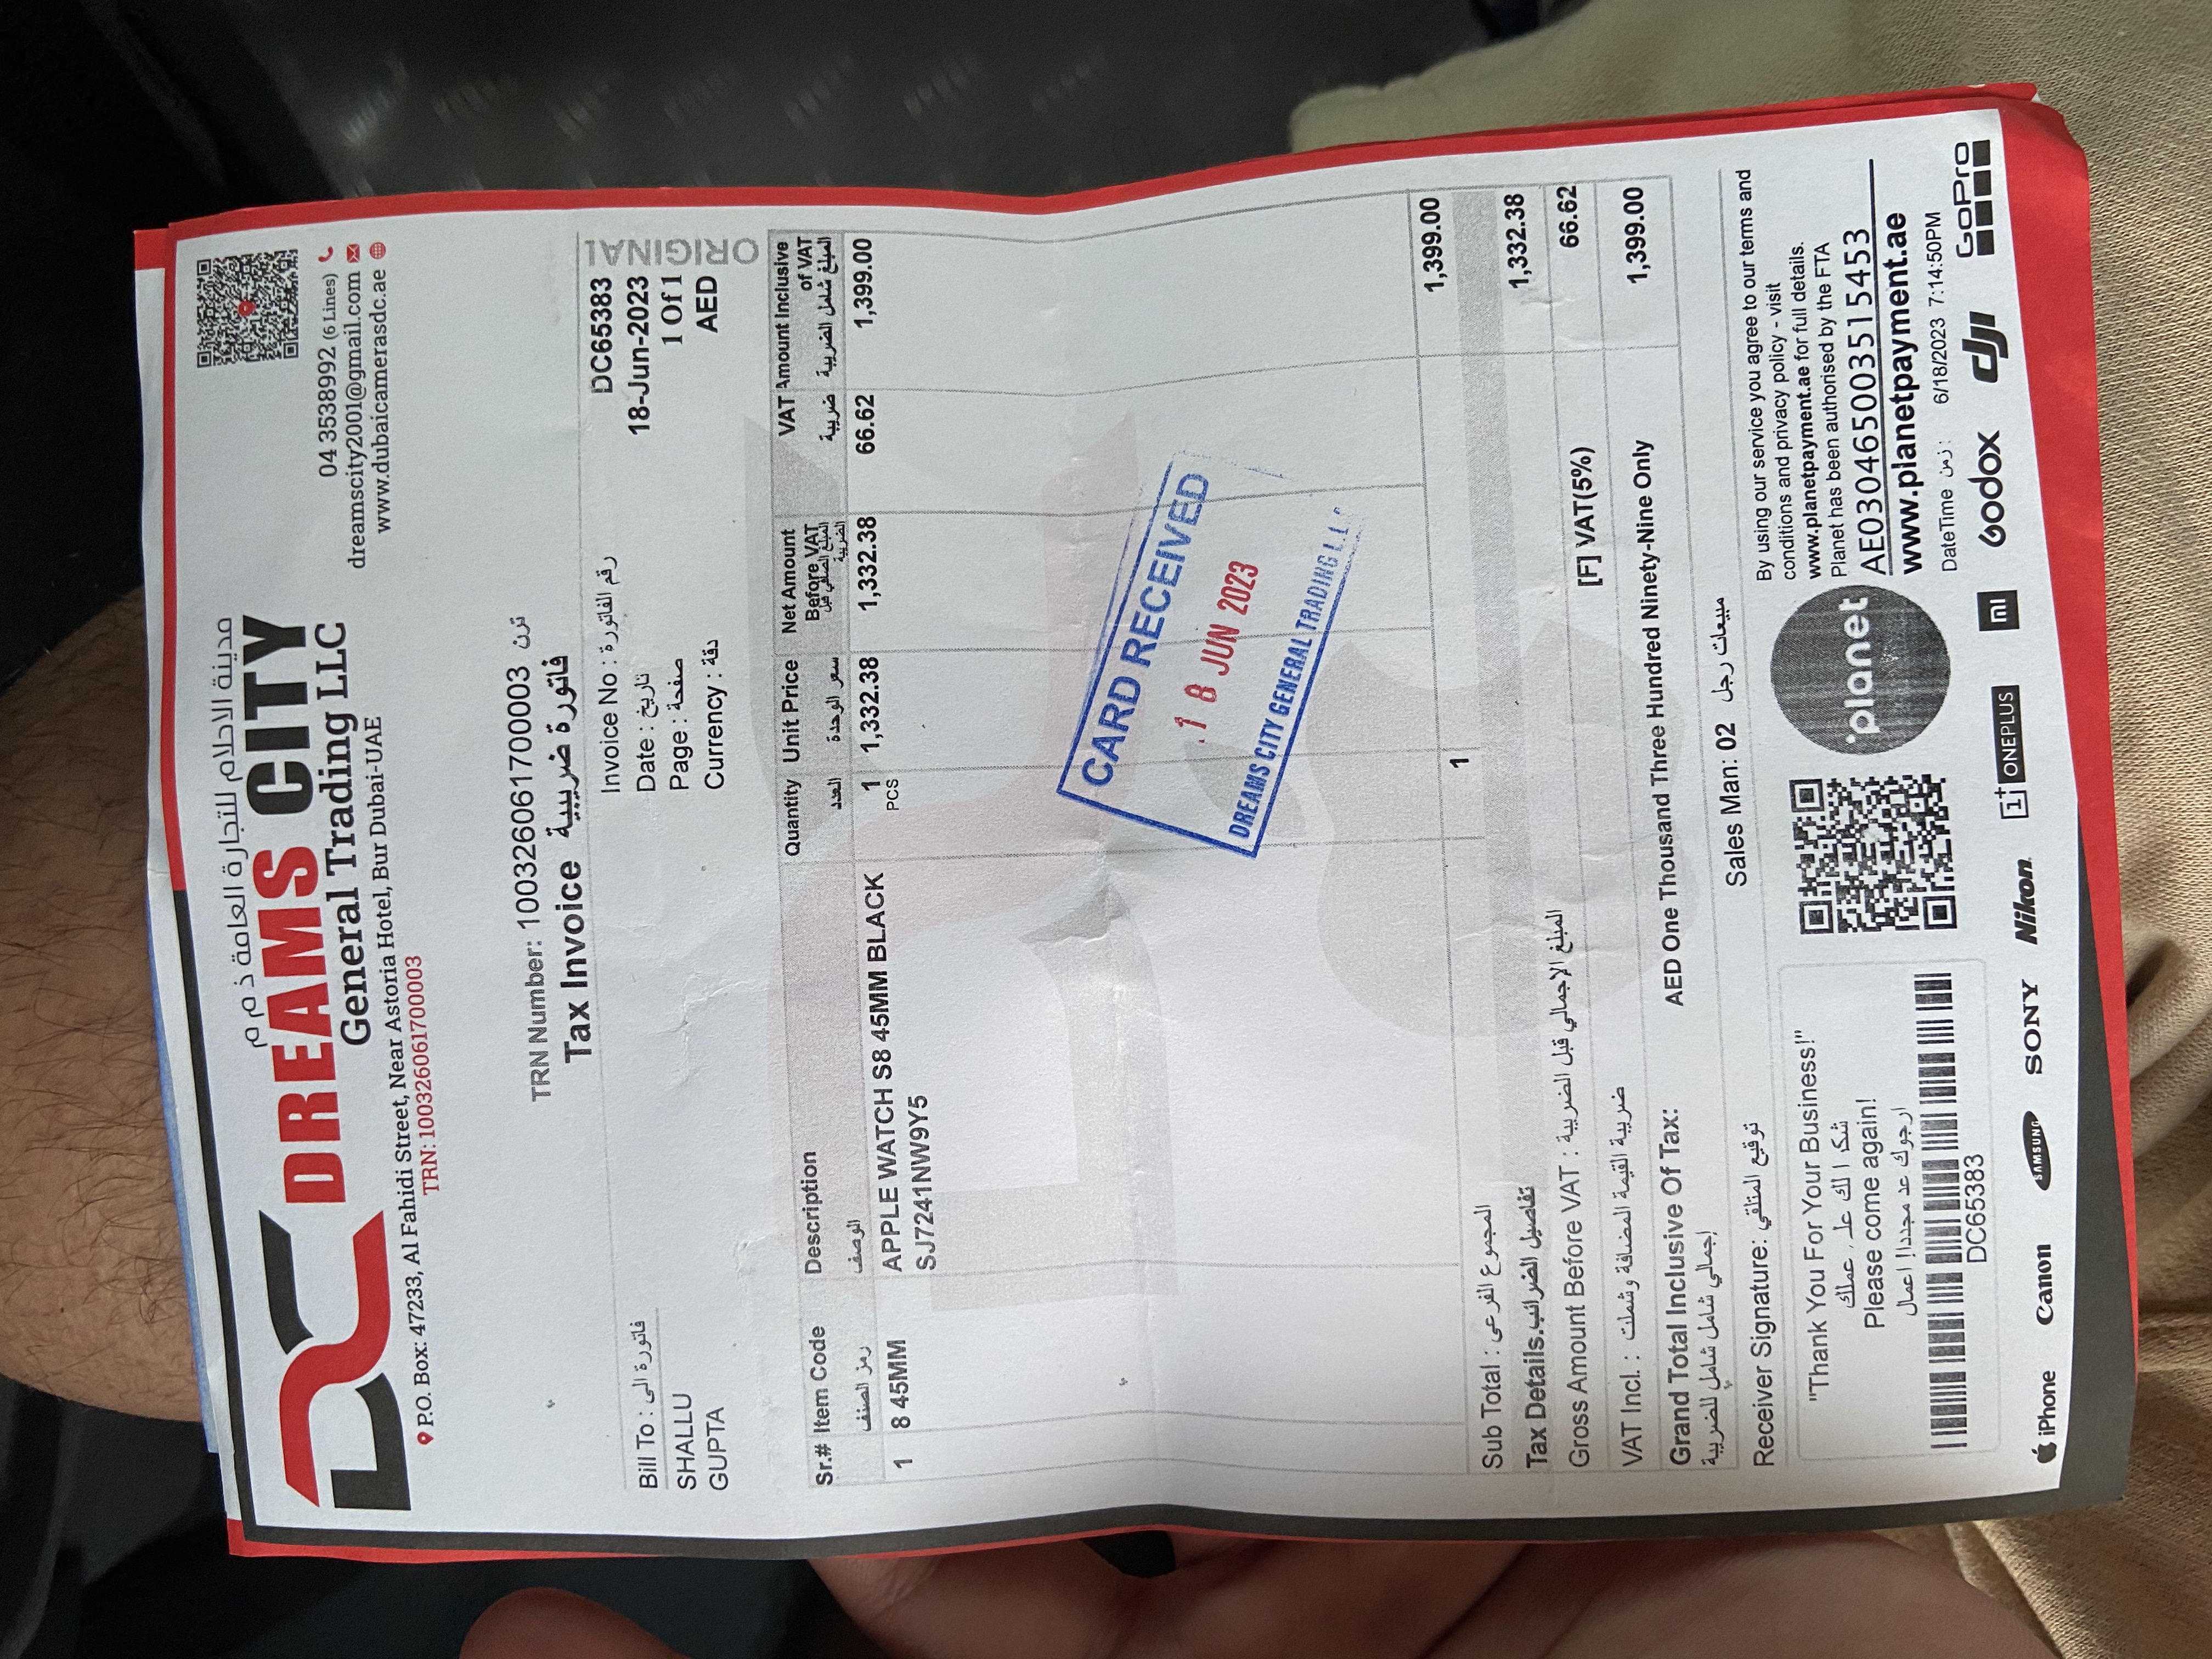 مدينة الاحلام للتجارة العامة ذ م م
DC DREAMS CITY
General Trading LLC
P.O. Box: 47233, Al Fahidi Street, Near Astoria Hotel, Bur Dubai-UAE
TRN: 100326061700003
04 3538992 (6 Lines)
dreamscity2001@gmail.com
www.dubaicamerasdc.ae
TRN Number: 100326061700003 ترن
Tax Invoice فاتورة ضريبية
Bill To : فاتورة الى
SHALLU
GUPTA
Invoice No : رقم الفاتورة DC65383
Date : تاريخ 18-Jun-2023
Page : صفحة 1 Of 1
Currency : دقة AED
ORIGINAL
Sr.# Item Code Description Quantity Unit Price Net Amount Before VAT VAT Amount Inclusive of VAT
رمز الصنف الوصف العدد سعر الوحدة المبلغ الصافي قبل الضريبة ضريبة المبلغ شامل الضريبة
1 8 45MM APPLE WATCH S8 45MM BLACK 1 1,332.38 1,332.38 66.62 1,399.00
SJ7241NW9Y5 PCS
CARD RECEIVED
18 JUN 2023
DREAMS CITY GENERAL TRADING L.L
Sub Total : المجموع الفرعى 1 1,399.00
Tax Details.تفاصيل الضرائب
Gross Amount Before VAT : المبلغ الإجمالي قبل الضريبة 1,332.38
VAT Incl. : ضريبة القيمة المضافة وشملت [F] VAT(5%) 66.62
Grand Total Inclusive Of Tax: AED One Thousand Three Hundred Ninety-Nine Only 1,399.00
إجمالي شامل شامل للضريبة
Sales Man: 02 مبيعات رجل
Receiver Signature: توقيع المتلقي
"Thank You For Your Business!"
شكرا لك على عملك
Please come again!
ارجوك عد مجددا! اعمال
DC65383
planet
By using our service you agree to our terms and
conditions and privacy policy - visit
www.planetpayment.ae for full details.
Planet has been authorised by the FTA
AE030465003515453
www.planetpayment.ae
DateTime زمن : 6/18/2023 7:14:50PM
iPhone Canon SAMSUNG SONY Nikon 1+ ONEPLUS mi Godox dji GoPro